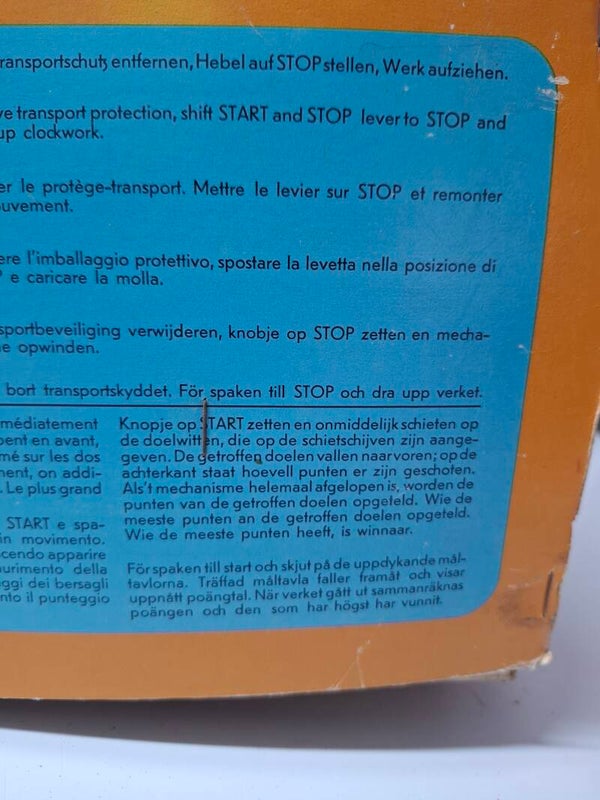 ransportschutz entfernen, Hebel auf STOP stellen, Werk aufziehen.
ve transport protection, shift START and STOP lever to STOP and
up clockwork.
er le protège-transport. Mettre le levier sur STOP et remonter
ouvement.
ere l'imballaggio protettivo, spostare la levetta nella posizione di
P e caricare la molla.
sportbeveiliging verwijderen, knobje op STOP zetten en mecha-
e opwinden.
bort transportskyddet. För spaken till STOP och dra upp verket.
médiatement
pent en avant,
mé sur les dos
ment, on addi-
. Le plus grand
START e spa-
in movimento.
cendo apparire
urimento della
ggi dei bersagli
nto il punteggio
Knopje op START zetten en onmiddelijk schieten op
de doelwitten, die op de schietschijven zijn aange-
geven. De getroffen doelen vallen naar voren; op de
achterkant staat hoevell punten er zijn geschoten.
Als't mechanisme helemaal afgelopen is, worden de
punten van de getroffen doelen opgeteld. Wie de
meeste punten an de getroffen doelen opgeteld.
Wie de meeste punten heeft, is winnaar.
För spaken till start och skjut på de uppdykande mål-
tavlorna. Träffad måltavla faller framåt och visar
uppnått poängtal. När verket gått ut sammanräknas
poängen och den som har högst har vunnit.